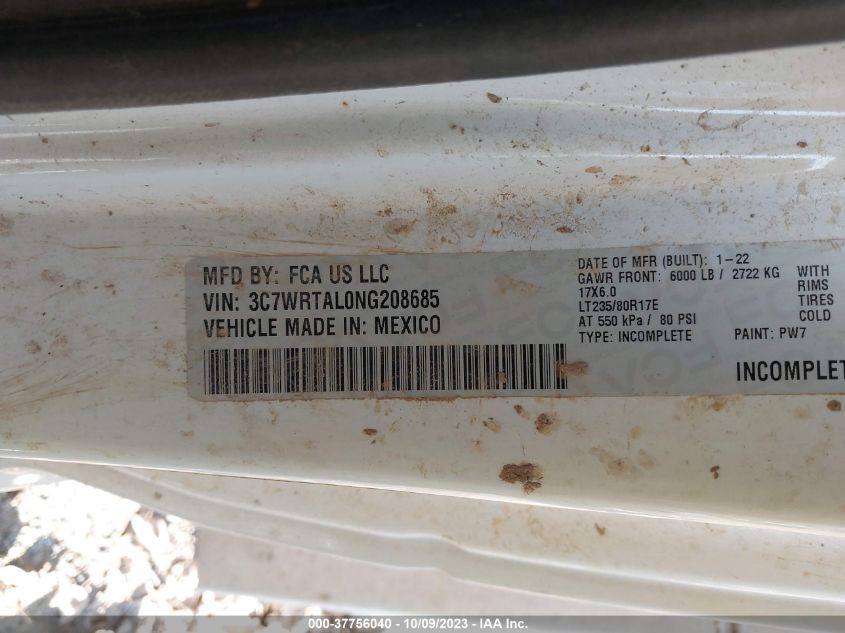 MFD BY: FCA US LLC
VIN: 3C7WRTAL0NG208685
VEHICLE MADE IN: MEXICO
DATE OF MFR (BUILT): 1-22
GAWR FRONT: 6000 LB / 2722 KG WITH
17X6.0 RIMS
LT235/80R17E TIRES
AT 550 kPa / 80 PSI COLD
TYPE: INCOMPLETE PAINT: PW7
INCOMPLET
000-37756040 - 10/09/2023 - IAA Inc.